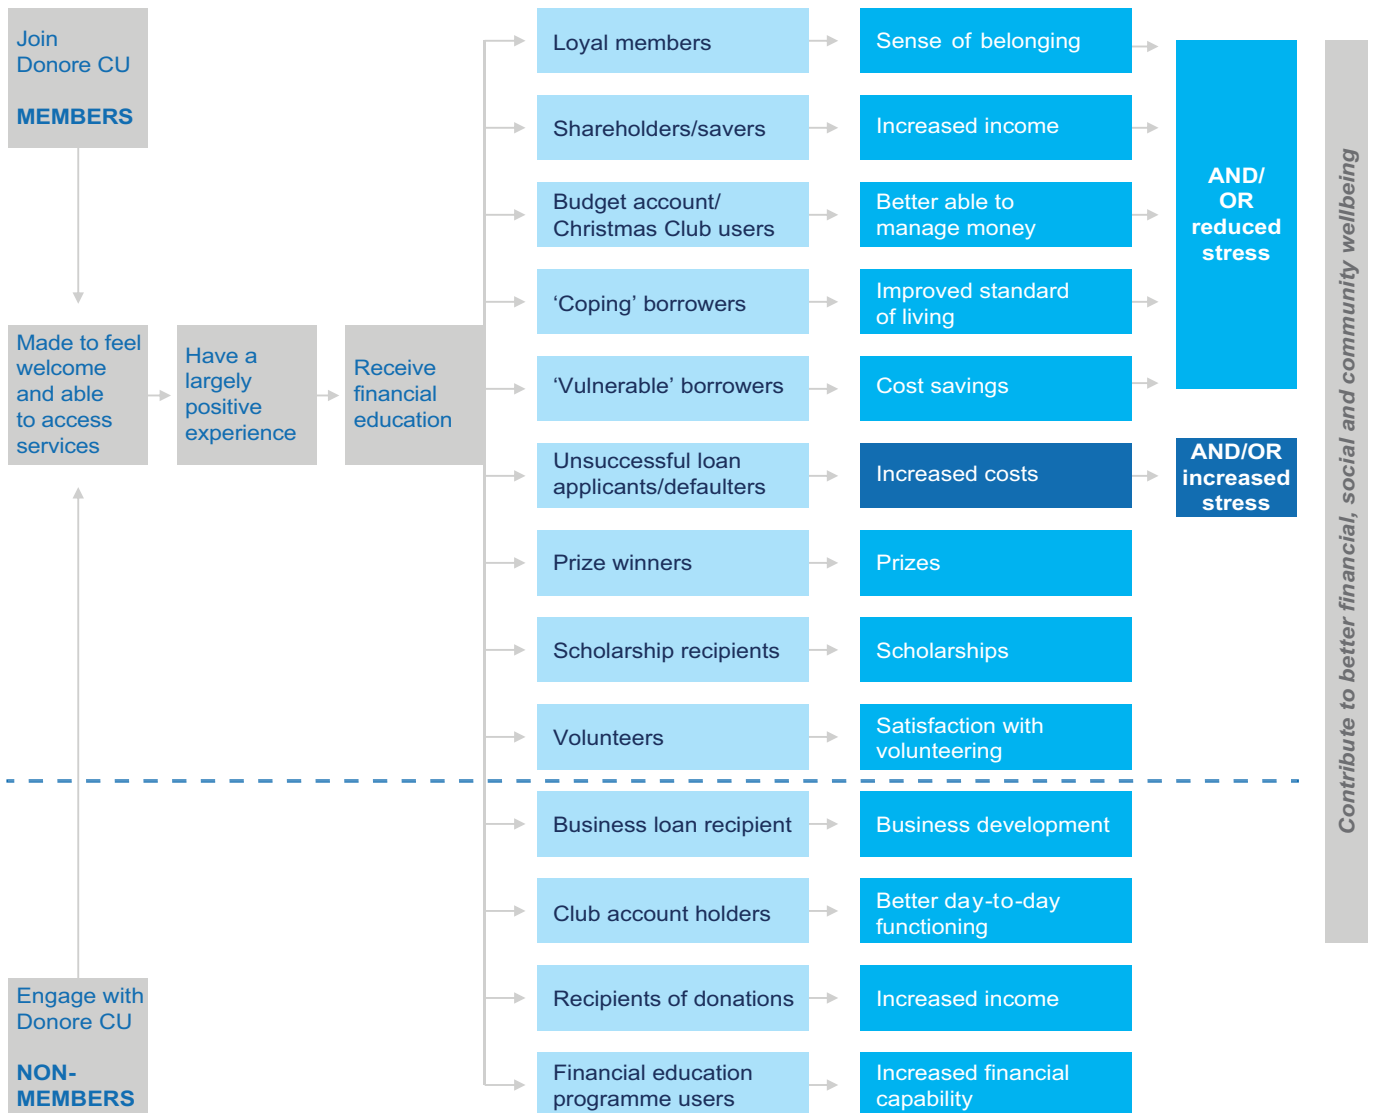 Join
Donore CU
MEMBERS
Made to feel
welcome
and able
to access
services
Have a
largely
positive
experience
Receive
financial
education
Engage with
Donore CU
NON-
MEMBERS
Loyal members
Sense of belonging
Shareholders/savers
Increased income
Budget account/
Christmas Club users
Better able to
manage money
‘Coping’ borrowers
Improved standard
of living
‘Vulnerable’ borrowers
Cost savings
Unsuccessful loan
applicants/defaulters
Increased costs
Prize winners
Prizes
Scholarship recipients
Scholarships
Volunteers
Satisfaction with
volunteering
Business loan recipient
Business development
Club account holders
Better day-to-day
functioning
Recipients of donations
Increased income
Financial education
programme users
Increased financial
capability
AND/
OR
reduced
stress
AND/OR
increased
stress
Contribute to better financial, social and community wellbeing